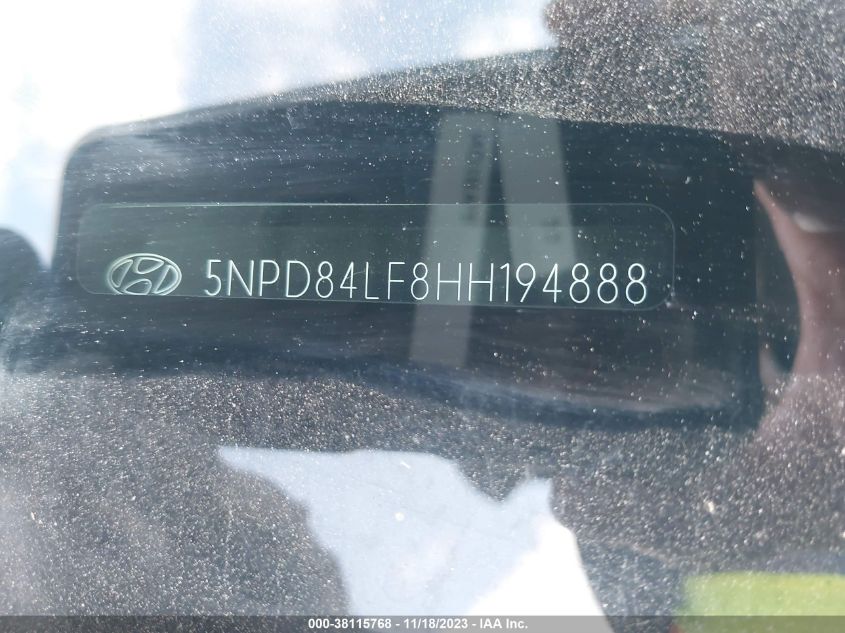 5NPD84LF8HH194888
000-38115768 - 11/18/2023 - IAA Inc.